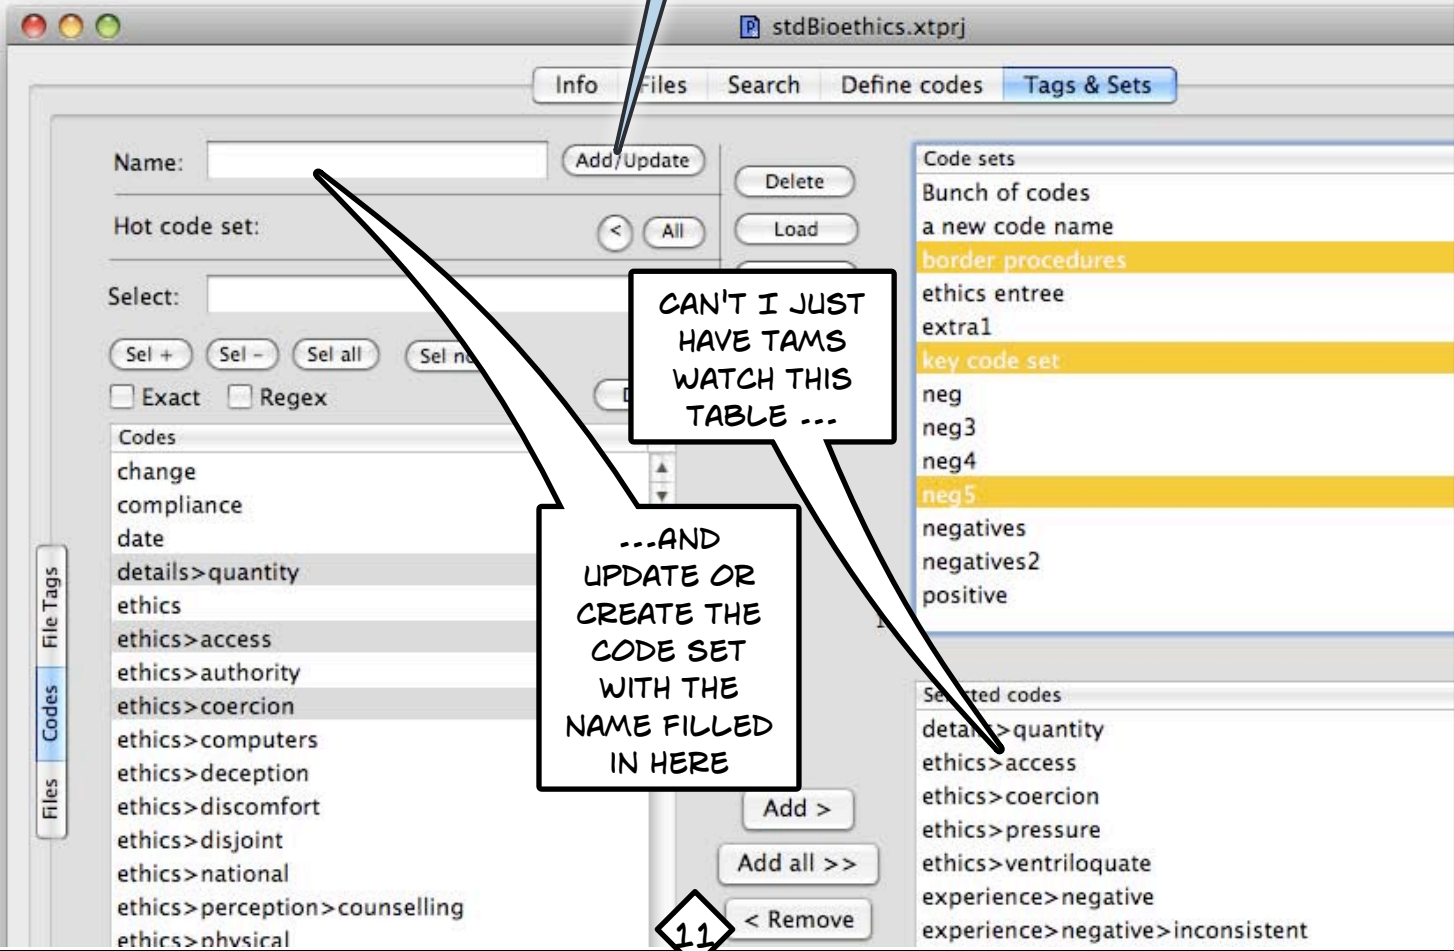 stdBioethics.xtprj
Info Files Search Define codes Tags & Sets
Name:
Add/Update
Hot code set:
< All
Select:
Sel + Sel - Sel all Sel
Exact Regex
Codes
change
compliance
date
details>quantity
ethics
ethics>access
ethics>authority
ethics>coercion
ethics>computers
ethics>deception
ethics>discomfort
ethics>disjoint
ethics>national
ethics>perception>counselling
ethics>physical
File Tags
Codes
Files
Delete
Load
CAN'T I JUST
HAVE TAMS
WATCH THIS
TABLE ...
...AND
UPDATE OR
CREATE THE
CODE SET
WITH THE
NAME FILLED
IN HERE
Add >
Add all >>
< Remove
11
Code sets
Bunch of codes
a new code name
border procedures
ethics entree
extra1
key code set
neg
neg3
neg4
neg5
negatives
negatives2
positive
Selected codes
details>quantity
ethics>access
ethics>coercion
ethics>pressure
ethics>ventriloquate
experience>negative
experience>negative>inconsistent